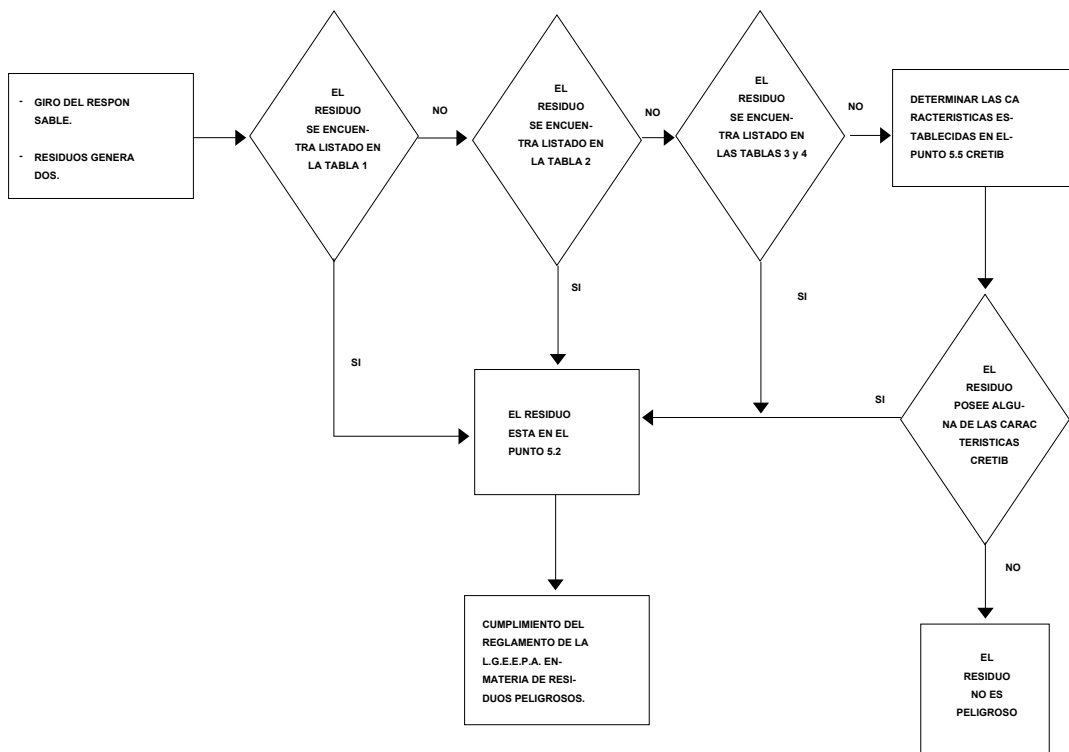 - GIRO DEL RESPON
SABLE.
- RESIDUOS GENERA
DOS.
EL
RESIDUO
SE ENCUEN-
TRA LISTADO EN
LA TABLA 1
NO
EL
RESIDUO
SE ENCUEN-
TRA LISTADO EN
LA TABLA 2
NO
EL
RESIDUO
SE ENCUEN-
TRA LISTADO EN
LAS TABLAS 3 y 4
NO
DETERMINAR LAS CA
RACTERISTICAS ES-
TABLECIDAS EN EL-
PUNTO 5.5 CRETIB
SI
SI
SI
SI
EL RESIDUO
ESTA EN EL
PUNTO 5.2
EL
RESIDUO
POSEE ALGU-
NA DE LAS CARAC
TERISTICAS
CRETIB
NO
CUMPLIMIENTO DEL
REGLAMENTO DE LA
L.G.E.E.P.A. EN-
MATERIA DE RESI-
DUOS PELIGROSOS.
EL
RESIDUO
NO ES
PELIGROSO